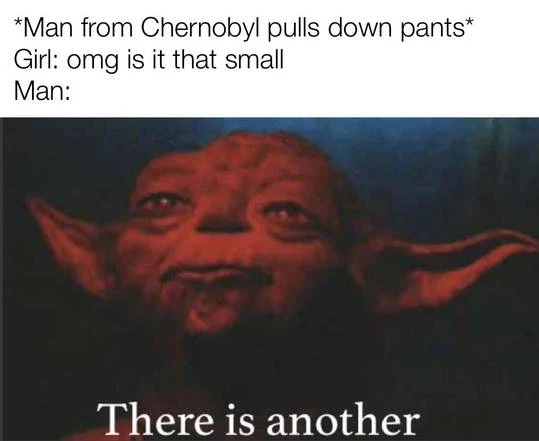 *Man from Chernobyl pulls down pants*
Girl: omg is it that small
Man:
There is another